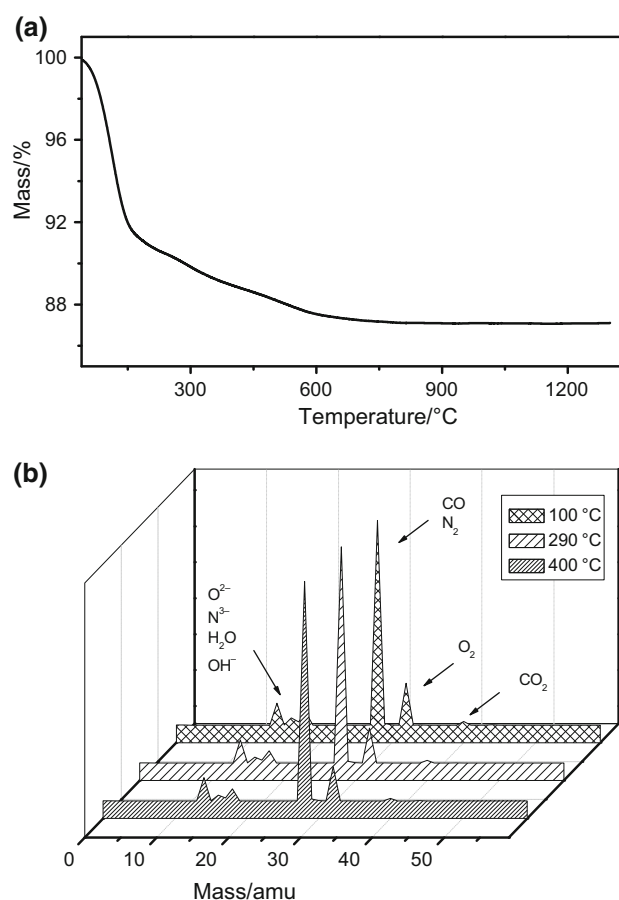 (a)
100
96
92
88
Mass/%
300 600 900 1200
Temperature/°C
(b)
CO
N₂
100 °C
290 °C
400 °C
O²⁻
N³⁻
H₂O
OH⁻
O₂
CO₂
0 10 20 30 40 50
Mass/amu